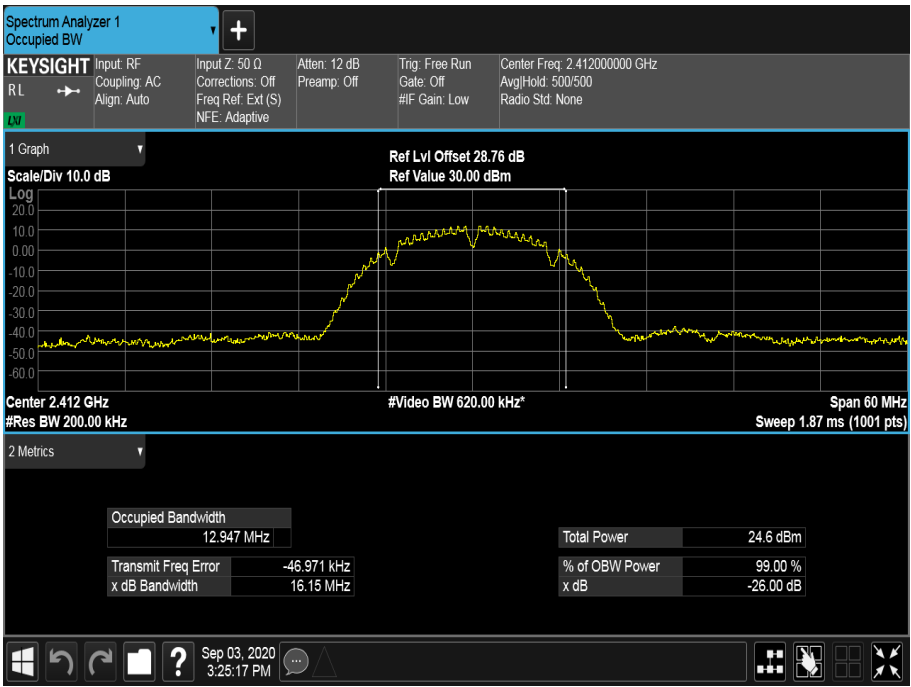 Spectrum Analyzer 1
Occupied BW
+
KEYSIGHT
RL
LXI
Input: RF
Coupling: AC
Align: Auto
Input Z: 50 Ω
Corrections: Off
Freq Ref: Ext (S)
NFE: Adaptive
Atten: 12 dB
Preamp: Off
Trig: Free Run
Gate: Off
#IF Gain: Low
Center Freq: 2.412000000 GHz
Avg|Hold: 500/500
Radio Std: None
1 Graph
Scale/Div 10.0 dB
Ref Lvl Offset 28.76 dB
Ref Value 30.00 dBm
Log
20.0
10.0
0.00
-10.0
-20.0
-30.0
-40.0
-50.0
-60.0
Center 2.412 GHz
#Video BW 620.00 kHz*
Span 60 MHz
#Res BW 200.00 kHz
Sweep 1.87 ms (1001 pts)
2 Metrics
Occupied Bandwidth
12.947 MHz
Total Power 24.6 dBm
Transmit Freq Error -46.971 kHz
% of OBW Power 99.00 %
x dB Bandwidth 16.15 MHz
x dB -26.00 dB
?
Sep 03, 2020
3:25:17 PM